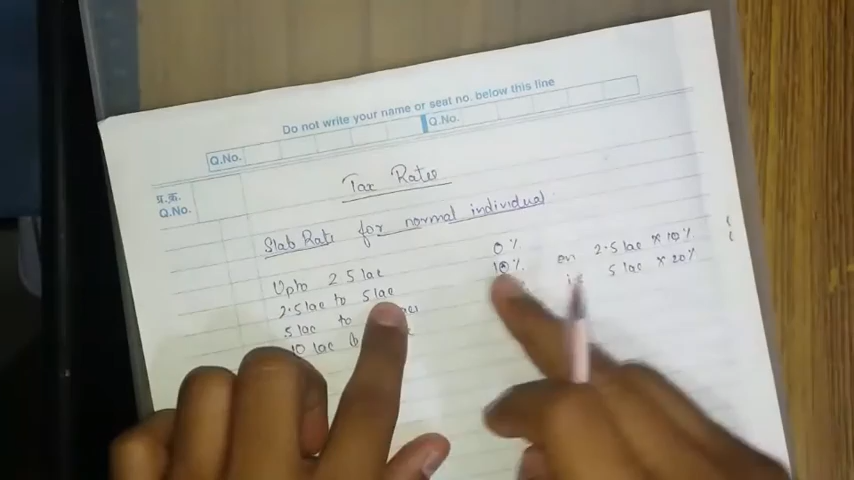 Do not write your name or seat no. below this line
Q.No. Q.No.
प्र.क्र.
Q.No.
Tax Rates
Slab Rate for normal individual
Upto 2.5 lac 0%
2.5 lac to 5 lac 10% on 2.5 lac x 10%
5 lac to 5 lac x 20%
10 lac